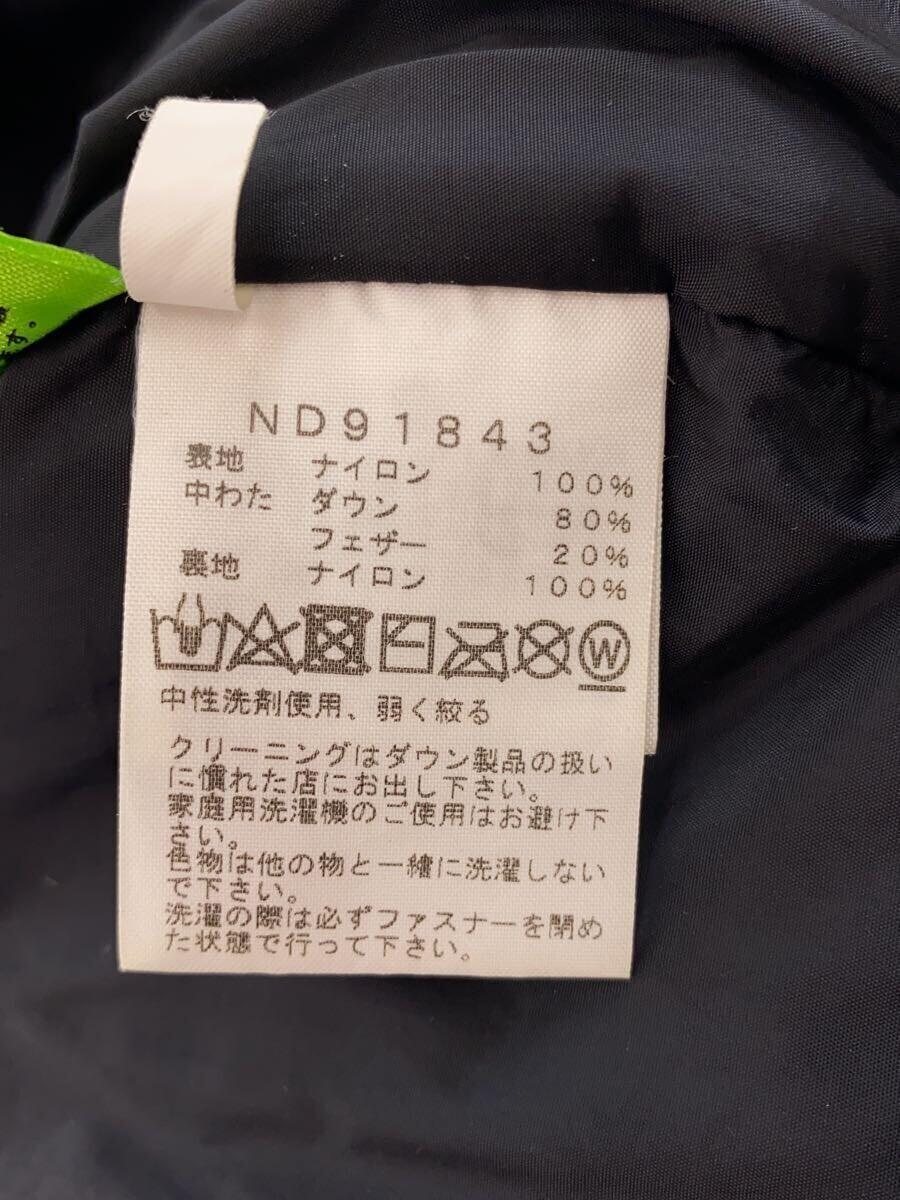 ND91843
表地 ナイロン 100%
中わた ダウン 80%
フェザー 20%
裏地 ナイロン 100%
W
中性洗剤使用、弱く絞る
クリーニングはダウン製品の扱い
に慣れた店にお出し下さい。
家庭用洗濯機のご使用はお避け下
さい。
色物は他の物と一緒に洗濯しない
で下さい。
洗濯の際は必ずファスナーを閉め
た状態で行って下さい。